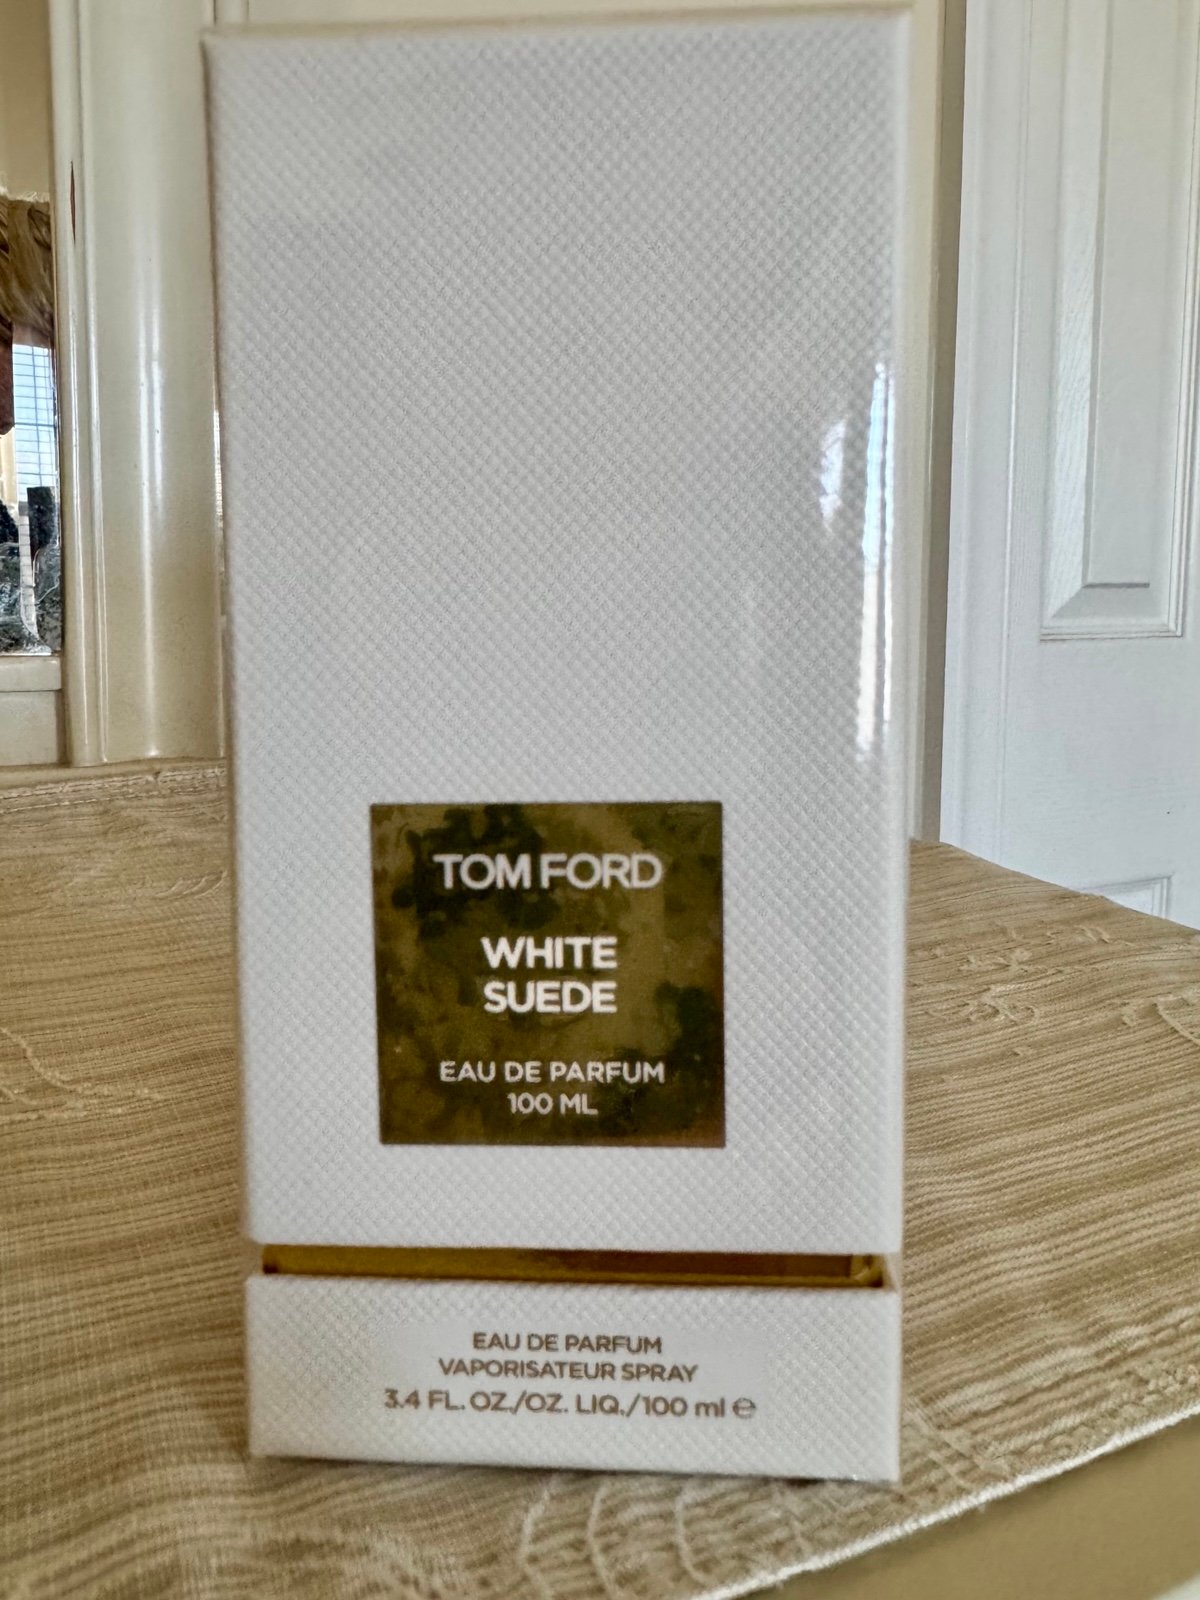 TOM FORD
WHITE
SUEDE
EAU DE PARFUM
100 ML
EAU DE PARFUM
VAPORISATEUR SPRAY
3.4 FL. OZ./OZ. LIQ./100 ml ℮